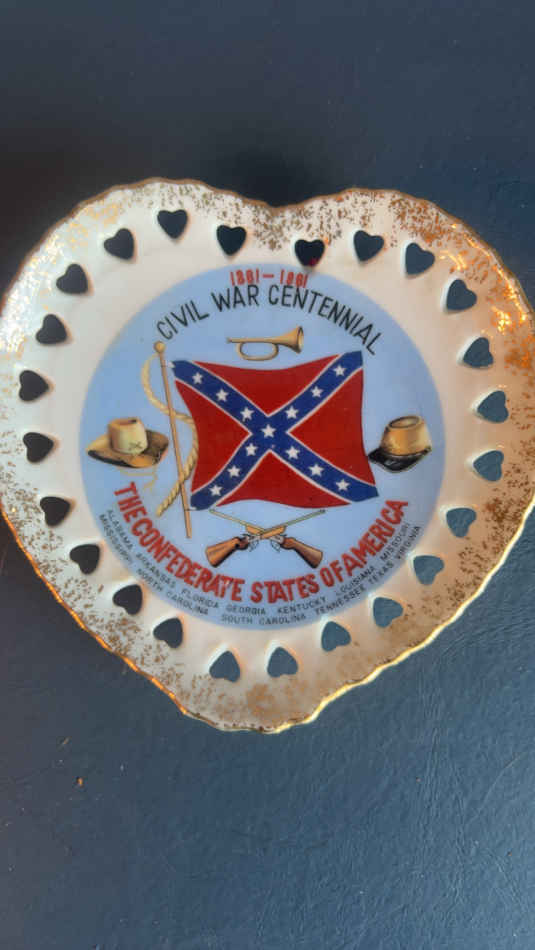 1861—1961
CIVIL WAR CENTENNIAL
THE CONFEDERATE STATES OF AMERICA
ALABAMA ARKANSAS FLORIDA GEORGIA KENTUCKY LOUISIANA MISSOURI
MISSISSIPPI NORTH CAROLINA SOUTH CAROLINA TENNESSEE TEXAS VIRGINIA